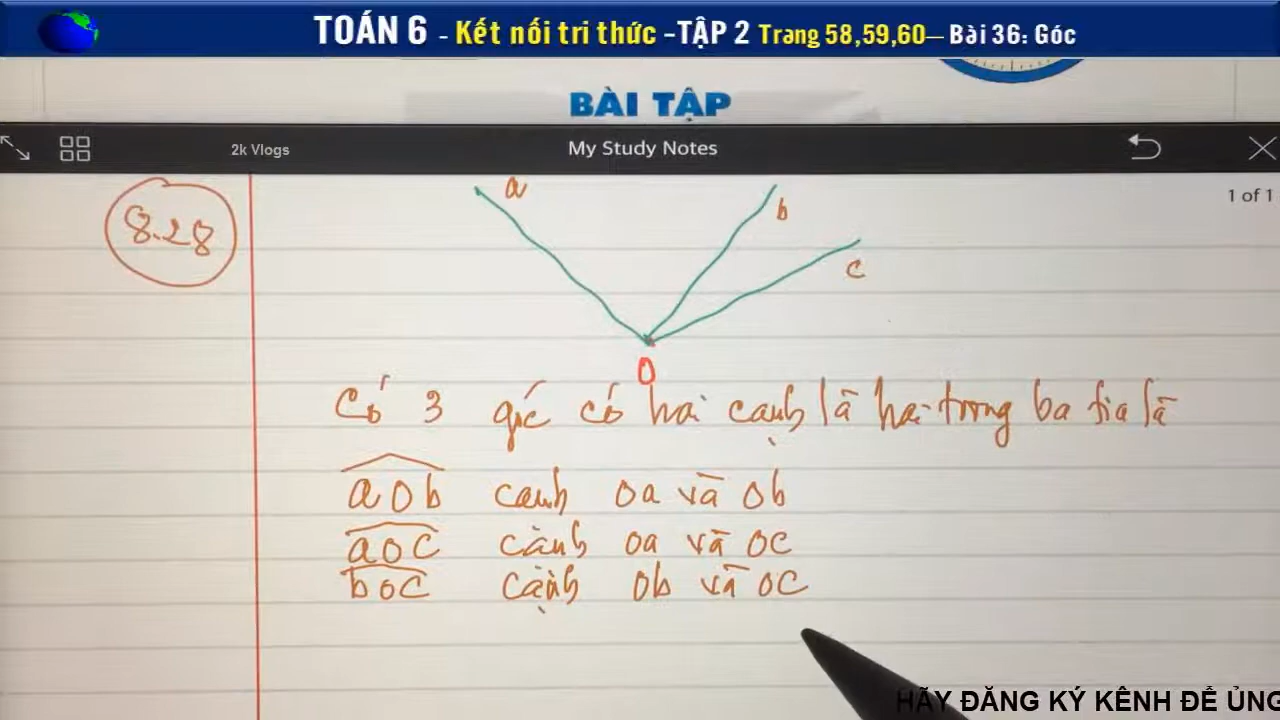 TOÁN 6 - Kết nối tri thức -TẬP 2 Trang 58,59,60– Bài 36: Góc
BÀI TẬP
2k Vlogs My Study Notes
1 of 1
8.28
a
b
c
O
Có 3 góc có hai cạnh là hai trong ba tia là
aOb cạnh Oa và Ob
aOc cạnh Oa và Oc
bOc cạnh Ob và Oc
HÃY ĐĂNG KÝ KÊNH ĐỂ ỦNG